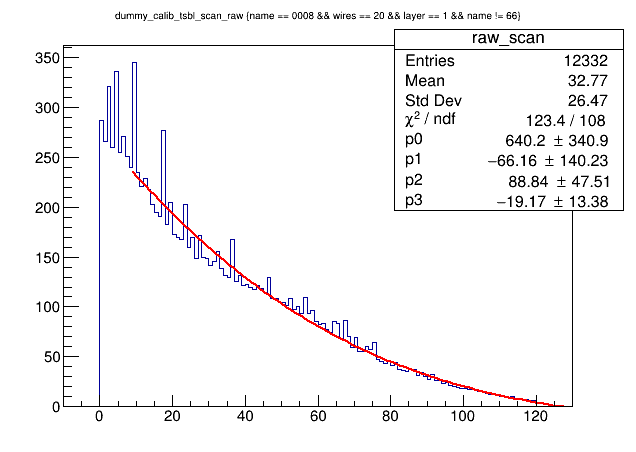 dummy_calib_tsbl_scan_raw {name == 0008 && wires == 20 && layer == 1 && name != 66}
raw_scan
Entries 12332
Mean 32.77
Std Dev 26.47
χ² / ndf 123.4 / 108
p0 640.2 ± 340.9
p1 −66.16 ± 140.23
p2 88.84 ± 47.51
p3 −19.17 ± 13.38
350
300
250
200
150
100
50
0
0 20 40 60 80 100 120